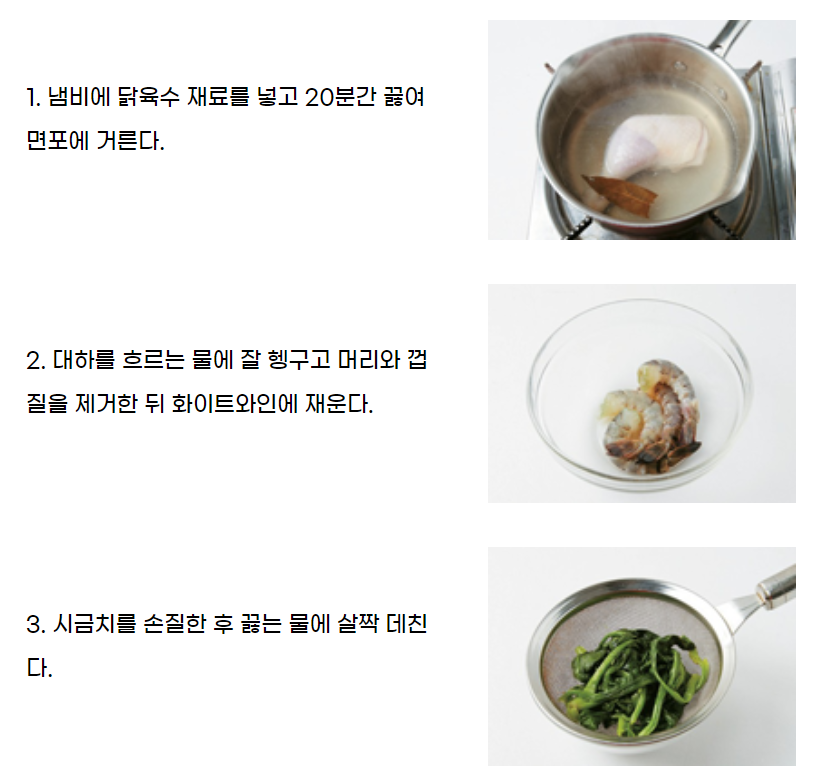 1. 냄비에 닭육수 재료를 넣고 20분간 끓여
면포에 거른다.
2. 대하를 흐르는 물에 잘 헹구고 머리와 껍
질을 제거한 뒤 화이트와인에 재운다.
3. 시금치를 손질한 후 끓는 물에 살짝 데친
다.